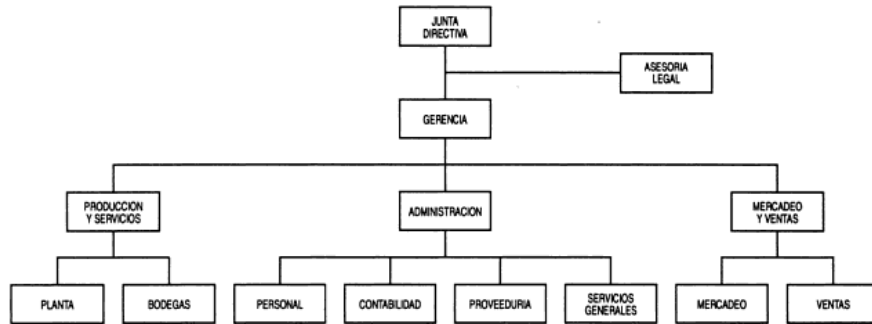 JUNTA
DIRECTIVA
ASESORIA
LEGAL
GERENCIA
PRODUCCION
Y SERVICIOS
ADMINISTRACION
MERCADEO
Y VENTAS
PLANTA
BODEGAS
PERSONAL
CONTABILIDAD
PROVEEDURIA
SERVICIOS
GENERALES
MERCADEO
VENTAS